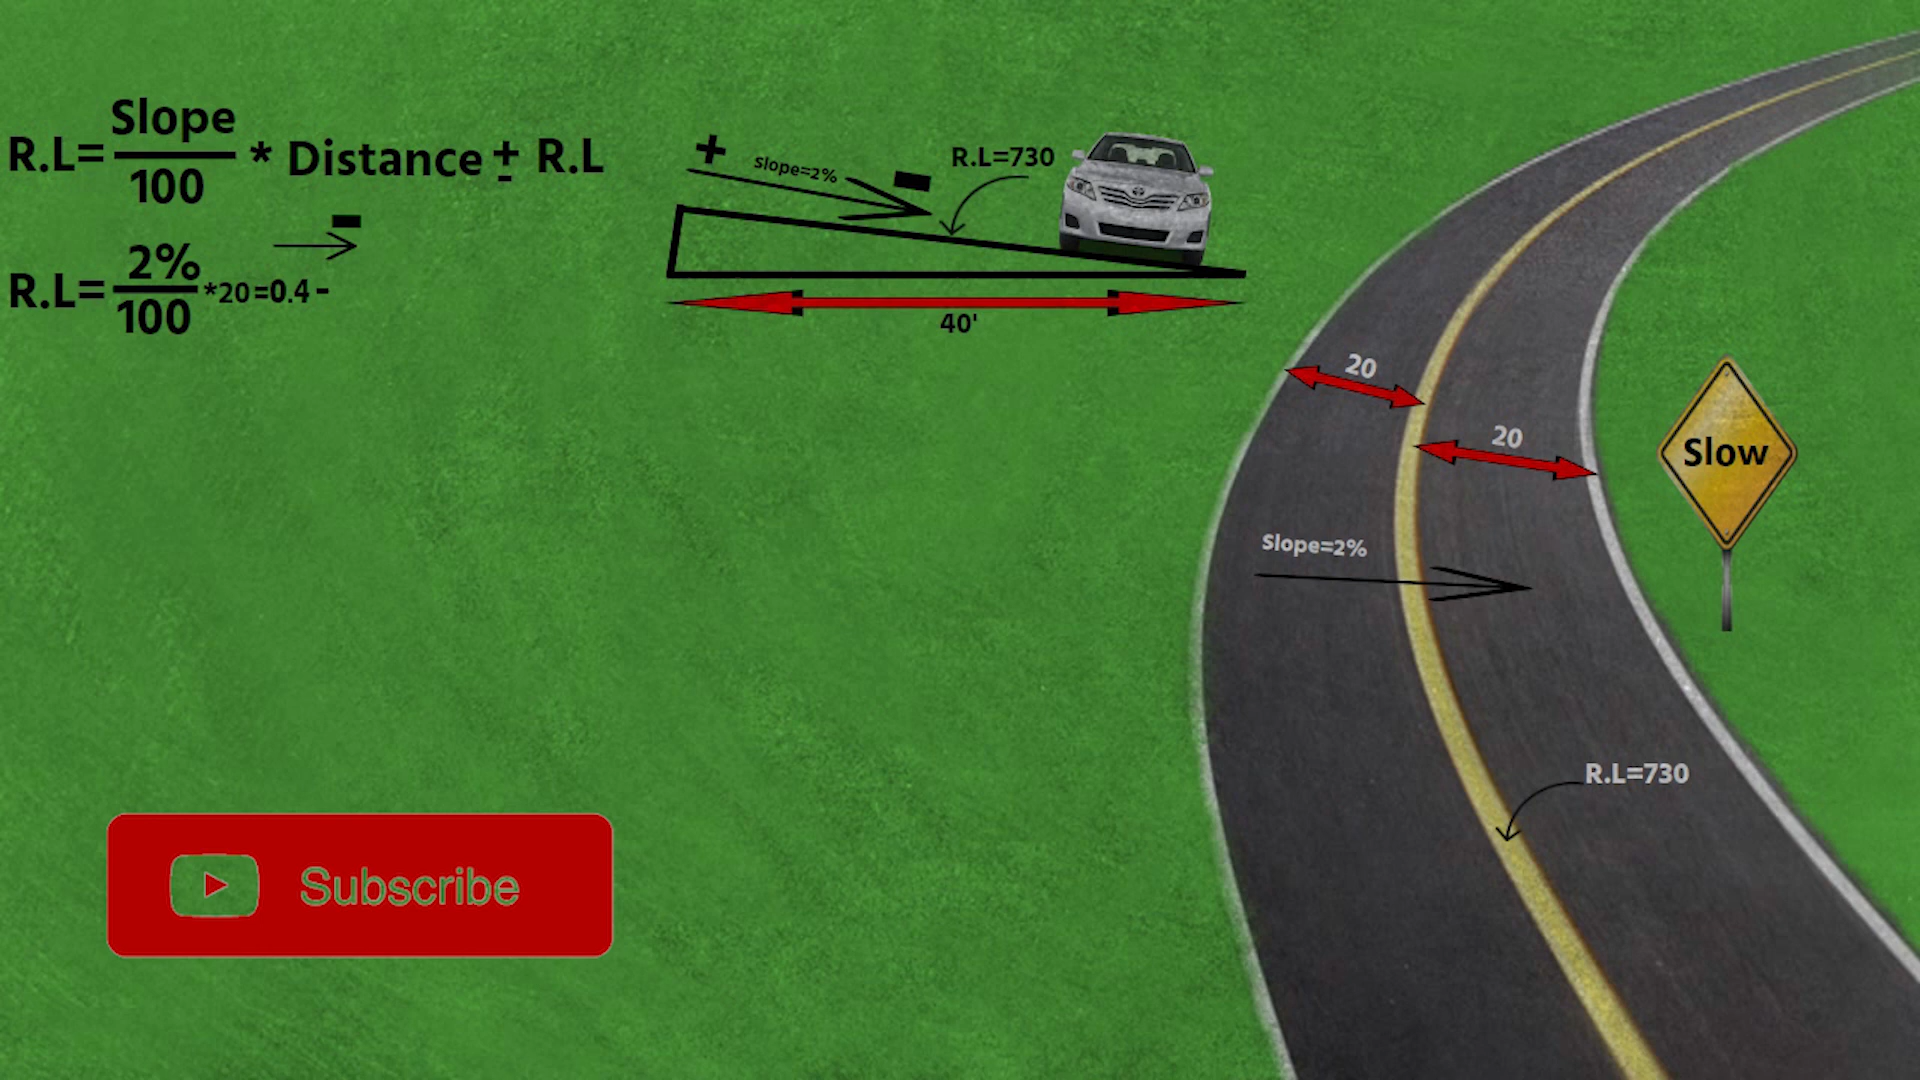 R.L= Slope/100 * Distance ± R.L
-
R.L= 2%/100 *20=0.4 -
+
slope=2%
-
R.L=730
40'
20
20
Slope=2%
Slow
R.L=730
Subscribe